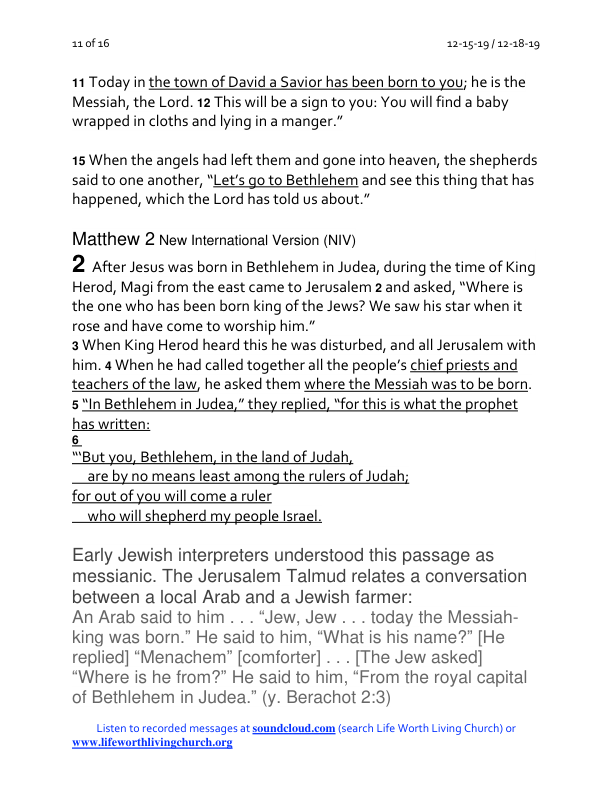 11 of 16 12-15-19 / 12-18-19
11 Today in the town of David a Savior has been born to you; he is the
Messiah, the Lord. 12 This will be a sign to you: You will find a baby
wrapped in cloths and lying in a manger.”
15 When the angels had left them and gone into heaven, the shepherds
said to one another, “Let’s go to Bethlehem and see this thing that has
happened, which the Lord has told us about.”
Matthew 2 New International Version (NIV)
2 After Jesus was born in Bethlehem in Judea, during the time of King
Herod, Magi from the east came to Jerusalem 2 and asked, “Where is
the one who has been born king of the Jews? We saw his star when it
rose and have come to worship him.”
3 When King Herod heard this he was disturbed, and all Jerusalem with
him. 4 When he had called together all the people’s chief priests and
teachers of the law, he asked them where the Messiah was to be born.
5 “In Bethlehem in Judea,” they replied, “for this is what the prophet
has written:
6
“‘But you, Bethlehem, in the land of Judah,
are by no means least among the rulers of Judah;
for out of you will come a ruler
who will shepherd my people Israel.
Early Jewish interpreters understood this passage as
messianic. The Jerusalem Talmud relates a conversation
between a local Arab and a Jewish farmer:
An Arab said to him . . . “Jew, Jew . . . today the Messiah-
king was born.” He said to him, “What is his name?” [He
replied] “Menachem” [comforter] . . . [The Jew asked]
“Where is he from?” He said to him, “From the royal capital
of Bethlehem in Judea.” (y. Berachot 2:3)
Listen to recorded messages at soundcloud.com (search Life Worth Living Church) or
www.lifeworthlivingchurch.org